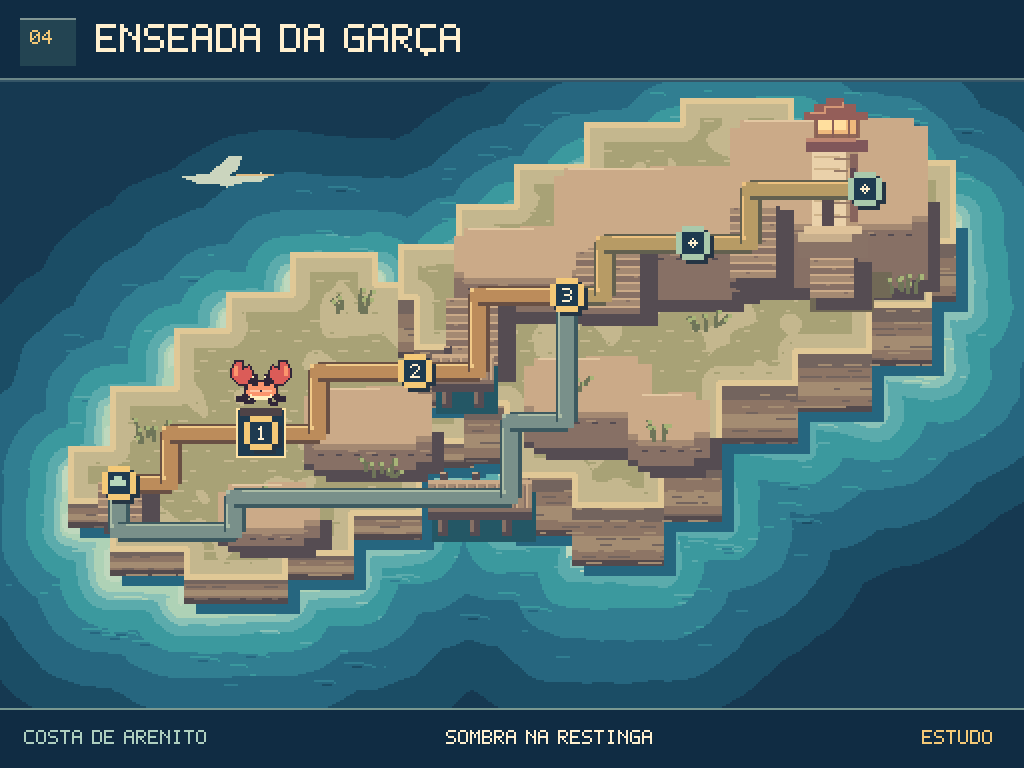 04
ENSEADA DA GARÇA
3
2
1
COSTA DE ARENITO
SOMBRA NA RESTINGA
ESTUDO